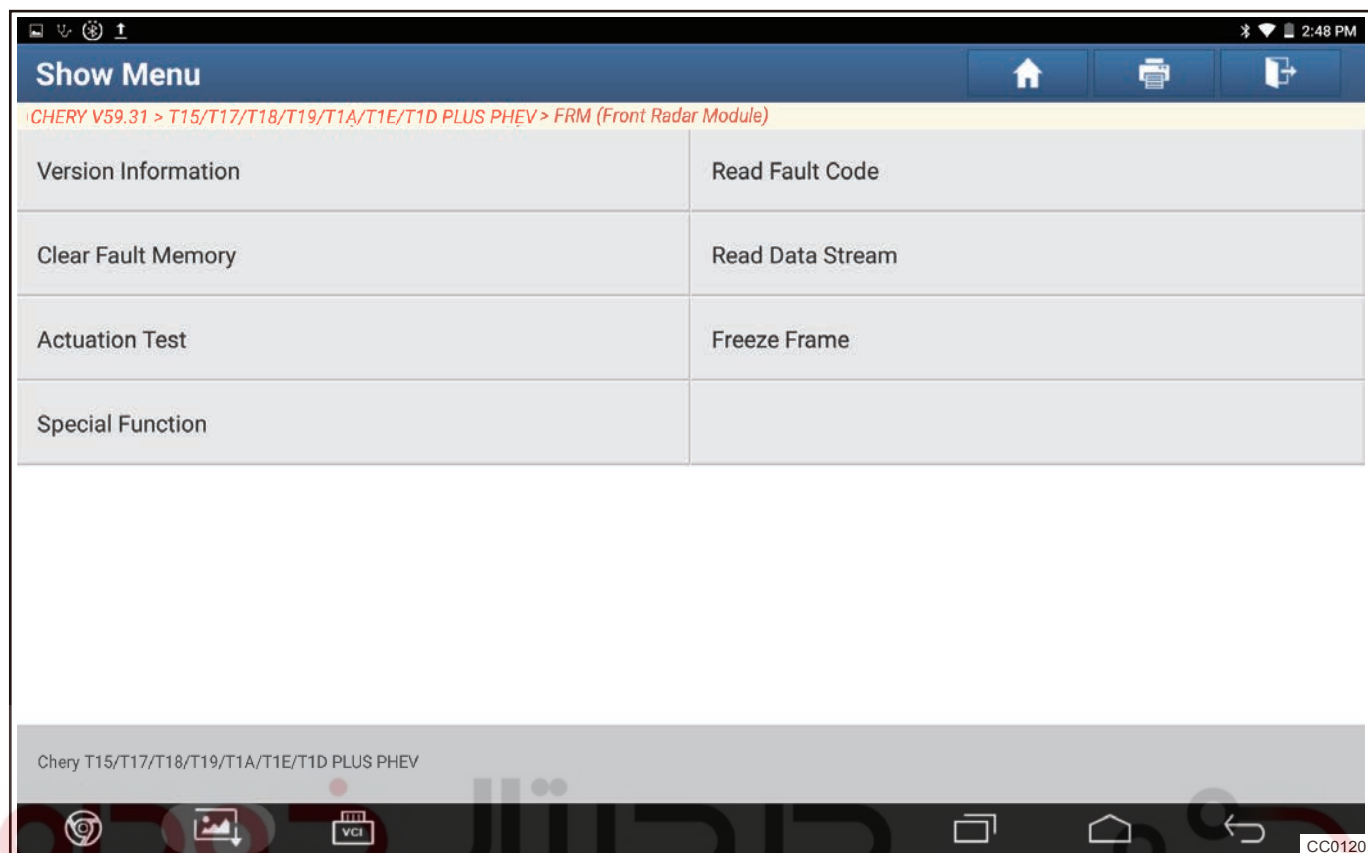 2:48 PM
Show Menu
CHERY V59.31 > T15/T17/T18/T19/T1A/T1E/T1D PLUS PHEV > FRM (Front Radar Module)
Version Information
Read Fault Code
Clear Fault Memory
Read Data Stream
Actuation Test
Freeze Frame
Special Function
Chery T15/T17/T18/T19/T1A/T1E/T1D PLUS PHEV
VCI
CC0120